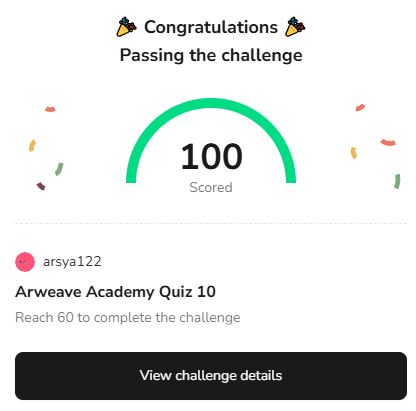 Congratulations
Passing the challenge
100
Scored
arsya122
Arweave Academy Quiz 10
Reach 60 to complete the challenge
View challenge details